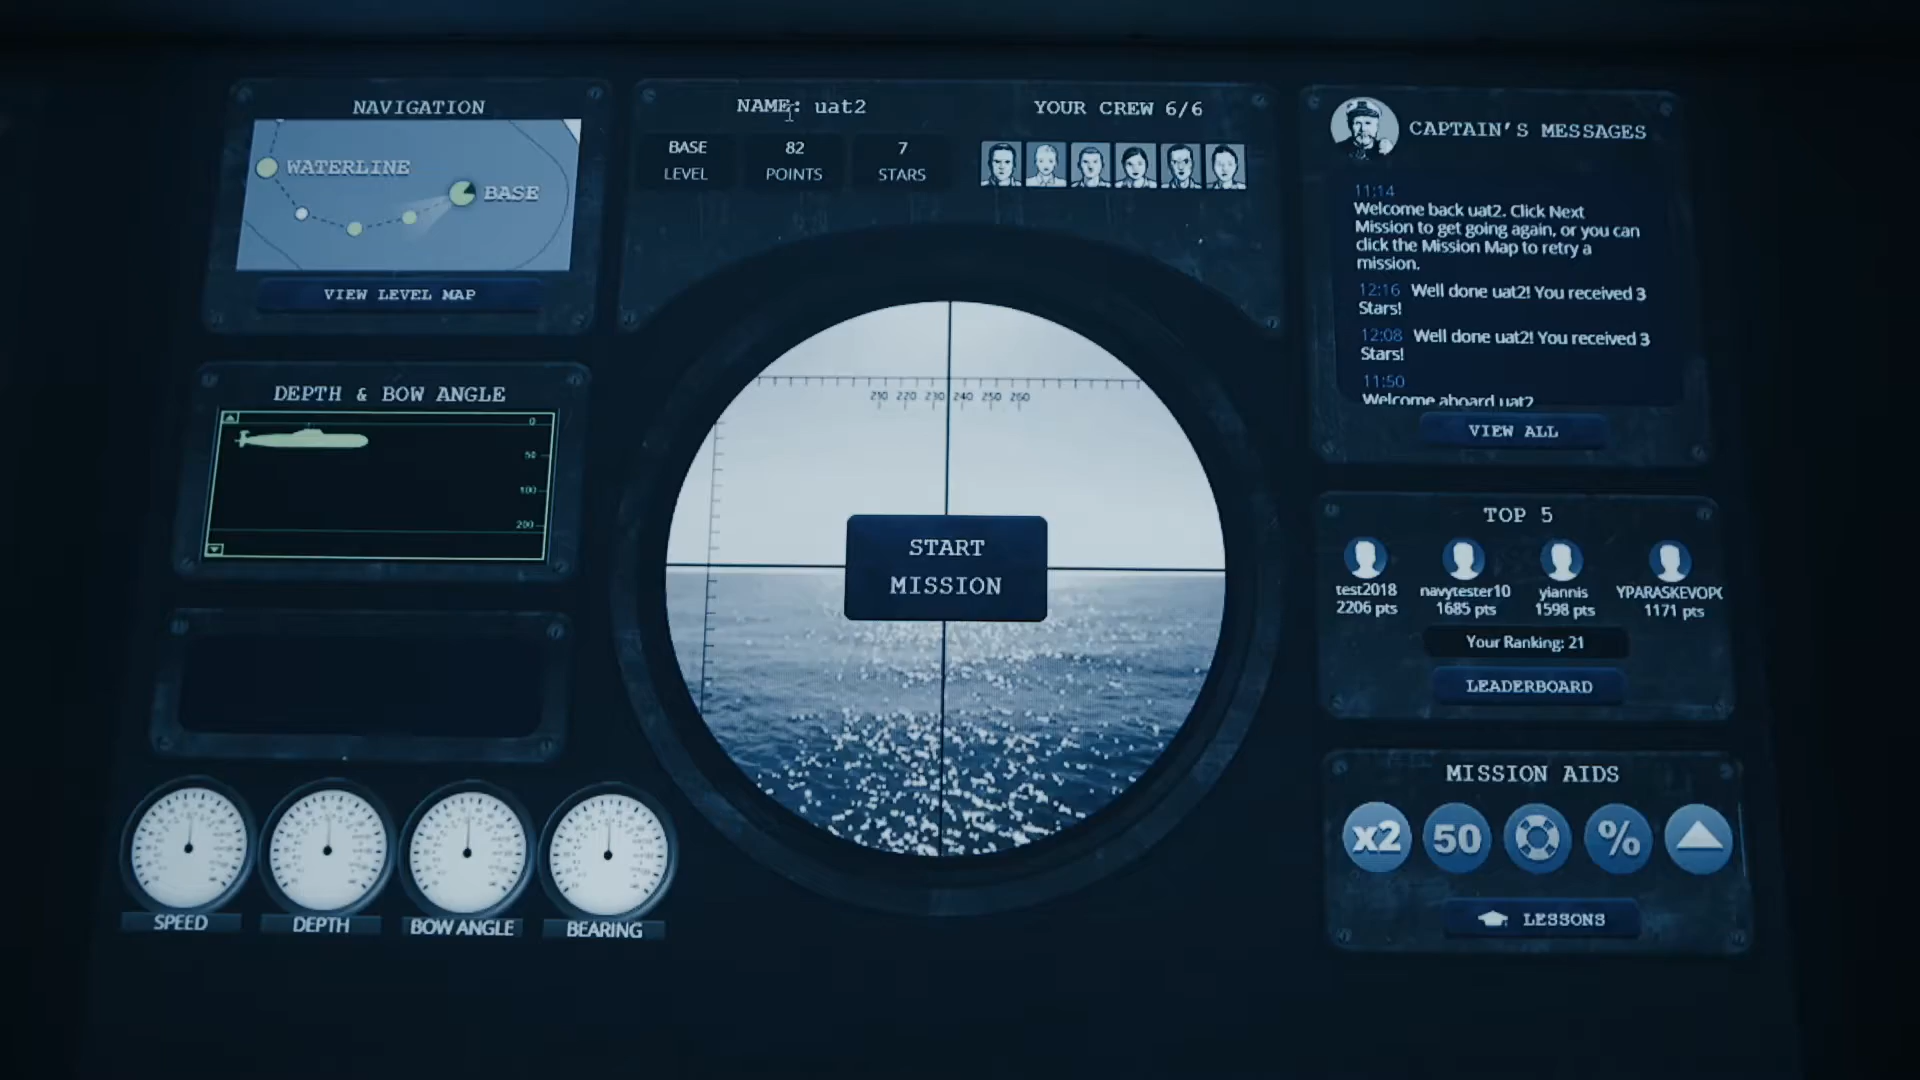 NAVIGATION
WATERLINE
BASE
VIEW LEVEL MAP
NAME: uat2
BASE
LEVEL
82
POINTS
7
STARS
YOUR CREW 6/6
CAPTAIN'S MESSAGES
11:14
Welcome back uat2. Click Next
Mission to get going again, or you can
click the Mission Map to retry a
mission.
12:16 Well done uat2! You received 3
Stars!
12:08 Well done uat2! You received 3
Stars!
11:50
Welcome aboard uat2
VIEW ALL
DEPTH & BOW ANGLE
0
50
100
200
210 220 230 240 250 260
START
MISSION
TOP 5
test2018
2206 pts
navytester10
1685 pts
yiannis
1598 pts
YPARASKEVOPO
1171 pts
Your Ranking: 21
LEADERBOARD
MISSION AIDS
x2 50 %
LESSONS
SPEED
DEPTH
BOW ANGLE
BEARING